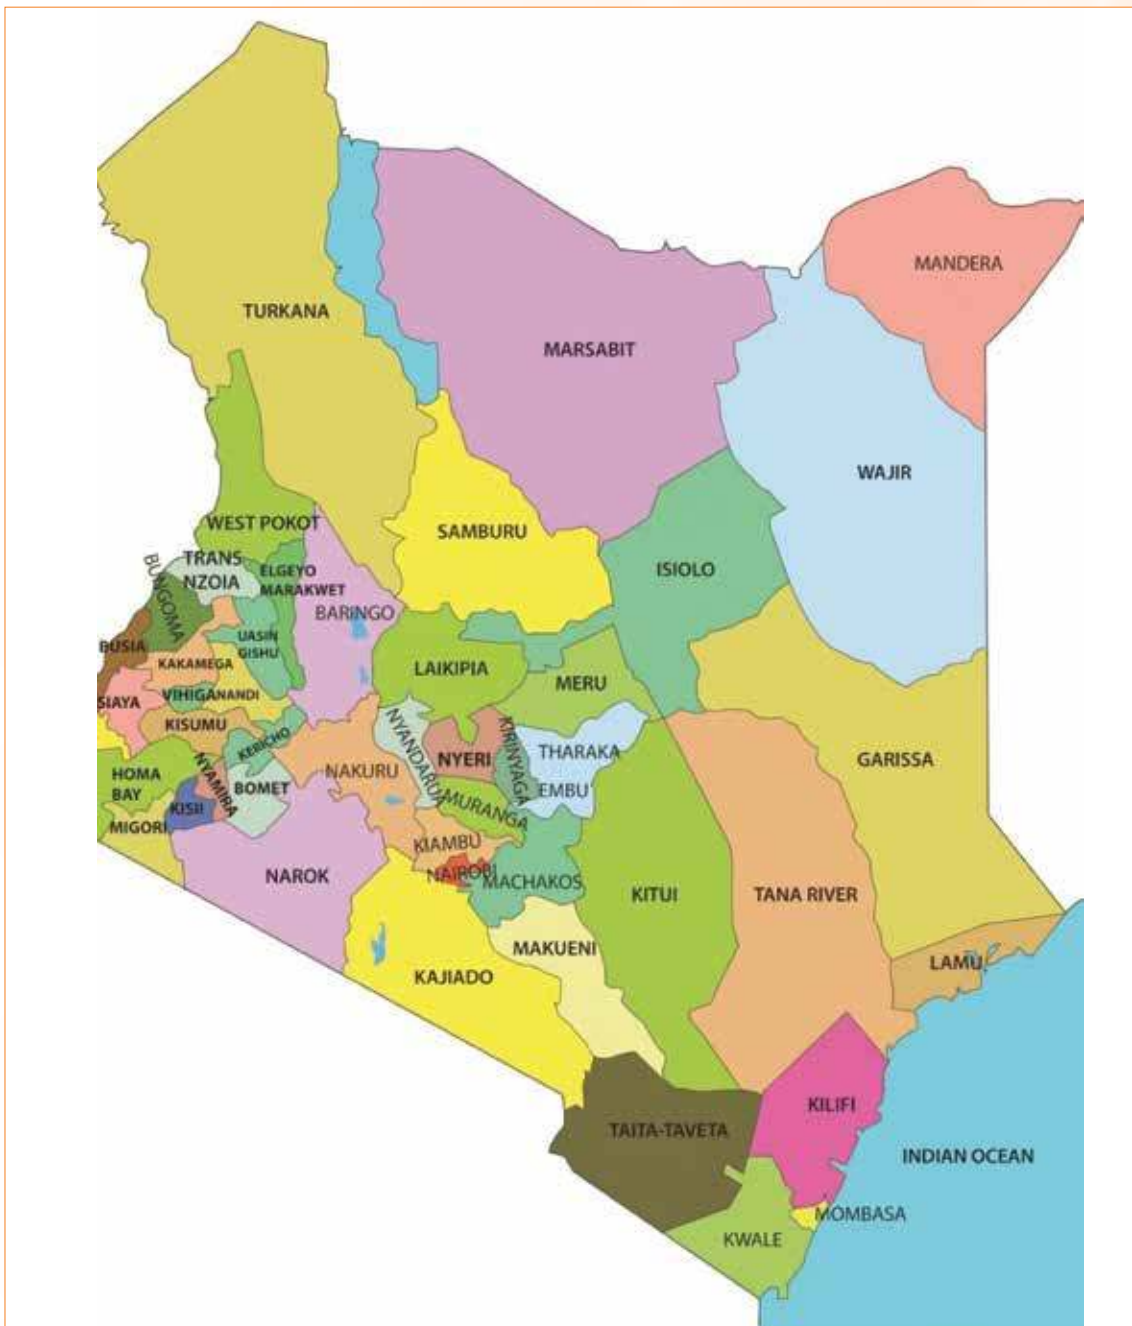 MANDERA
TURKANA
MARSABIT
WAJIR
WEST POKOT
SAMBURU
TRANS
NZOIA
ELGEYO
MARAKWET
ISIOLO
BUNGOMA
BARINGO
BUSIA
UASIN
GISHU
KAKAMEGA
LAIKIPIA
MERU
SIAYA
VIHIGA
NANDI
KISUMU
KERICHO
NYANDARUA
NYERI
KIRINYAGA
THARAKA
GARISSA
HOMA
BAY
NYAMIRA
BOMET
NAKURU
EMBU
MURANGA
KISII
MIGORI
KIAMBU
NAROK
NAIROBI
MACHAKOS
KITUI
TANA RIVER
MAKUENI
LAMU
KAJIADO
KILIFI
TAITA-TAVETA
INDIAN OCEAN
MOMBASA
KWALE